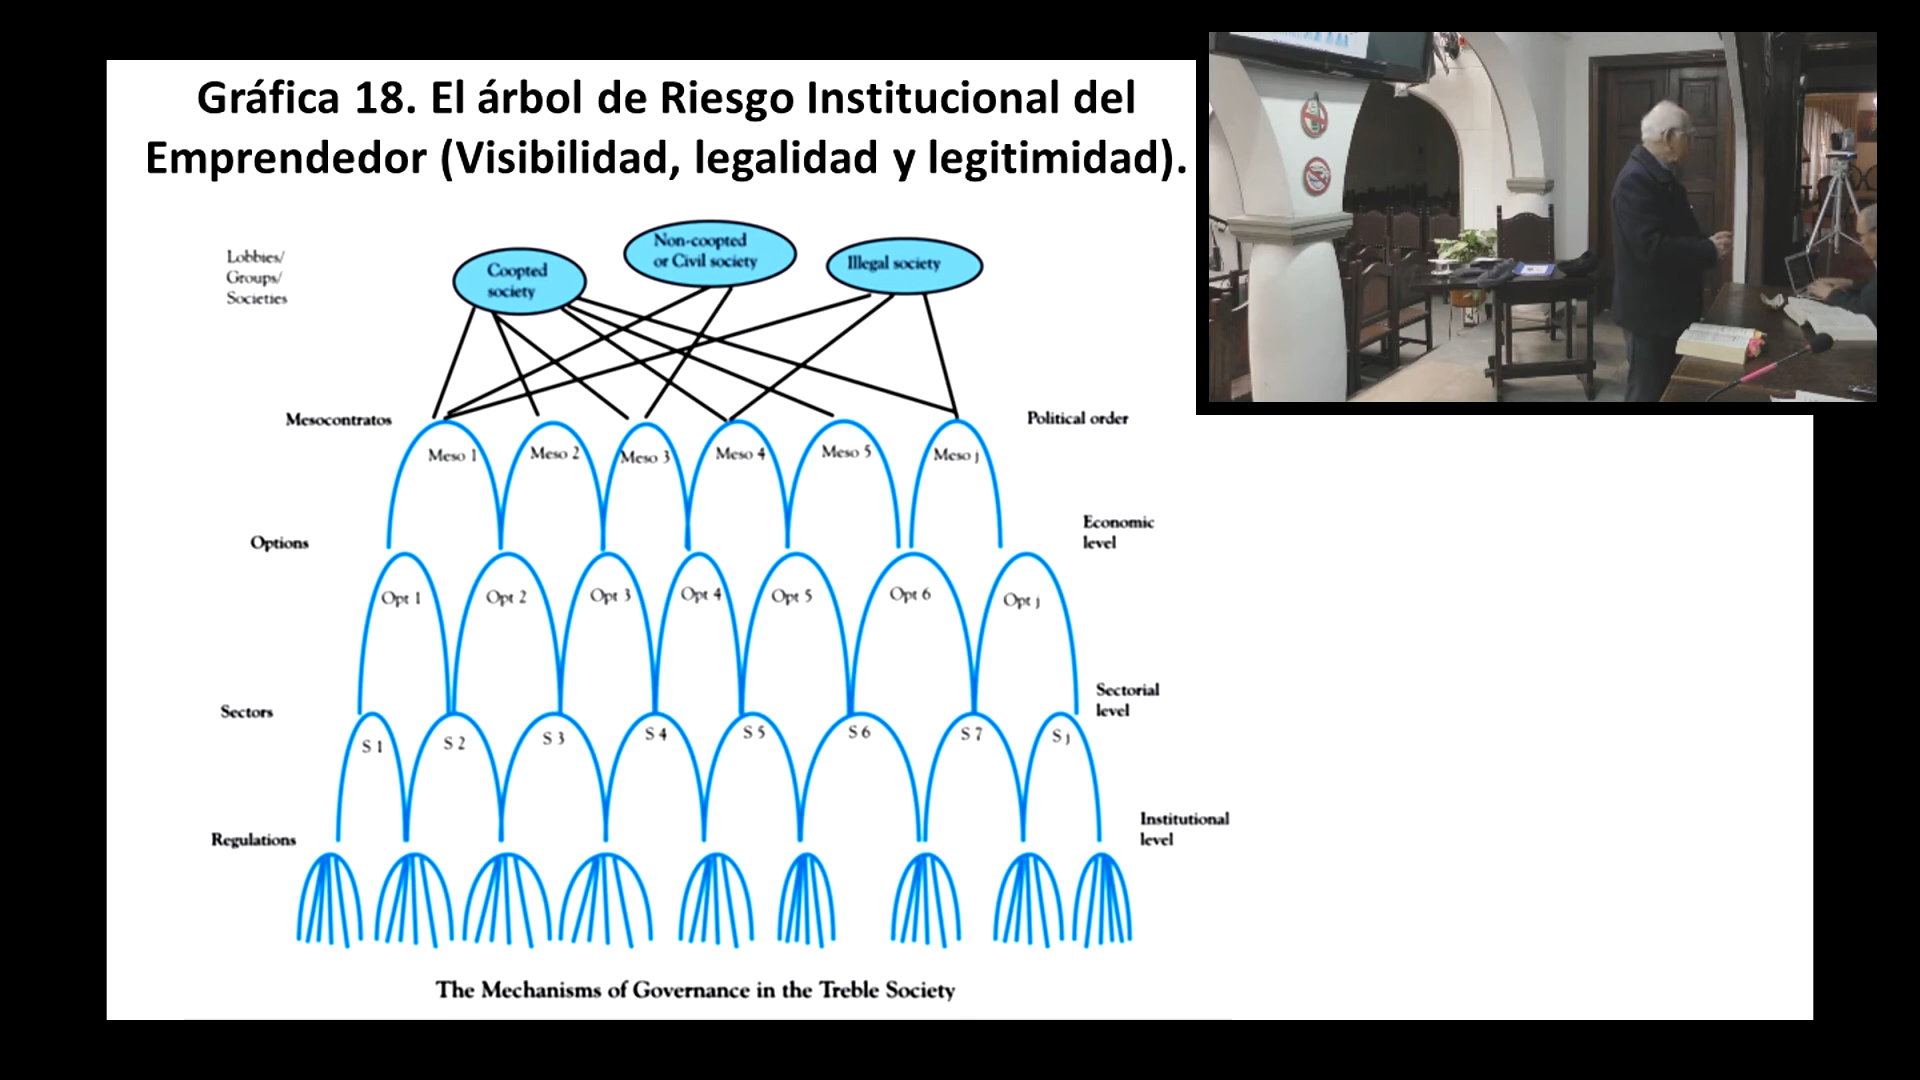 Gráfica 18. El árbol de Riesgo Institucional del
Emprendedor (Visibilidad, legalidad y legitimidad).
Lobbies/
Groups/
Societies
Coopted
society
Non-coopted
or Civil society
Illegal society
Mesocontratos
Political order
Meso 1
Meso 2
Meso 3
Meso 4
Meso 5
Meso j
Options
Economic
level
Opt 1
Opt 2
Opt 3
Opt 4
Opt 5
Opt 6
Opt j
Sectors
Sectorial
level
S 1
S 2
S 3
S 4
S 5
S 6
S 7
S j
Regulations
Institutional
level
The Mechanisms of Governance in the Treble Society